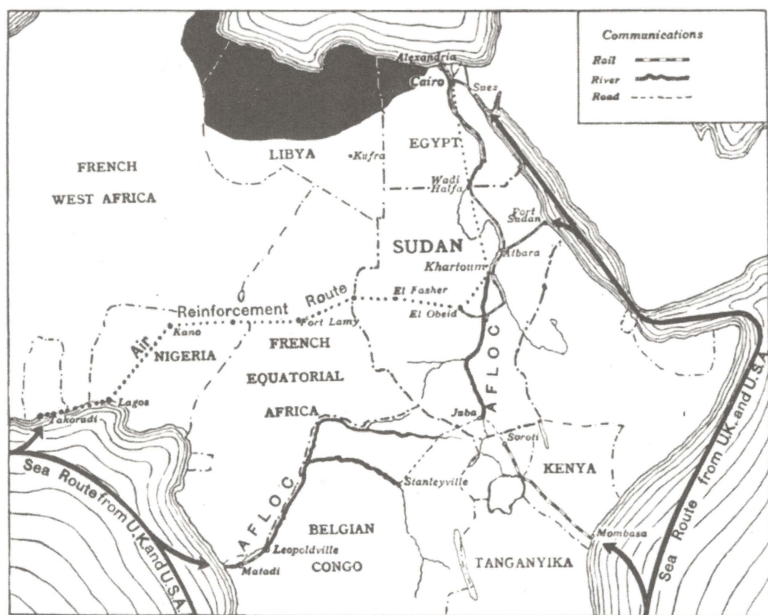 Communications
Rail
River
Road
Alexandria
Cairo
Suez
LIBYA
Kufra
EGYPT
FRENCH
WEST AFRICA
Wadi
Halfa
Port
Sudan
SUDAN
Atbara
Khartoum
El Fasher
El Obeid
Air Reinforcement Route
Kano
Fort Lamy
NIGERIA
FRENCH
EQUATORIAL
AFRICA
Lagos
Takoradi
AFLOC
Juba
Soroti
KENYA
Stanleyville
AFLOC
BELGIAN
CONGO
Leopoldville
Matadi
Mombasa
TANGANYIKA
Sea Route from U.K. and U.S.A.
Sea Route from U.K. and U.S.A.